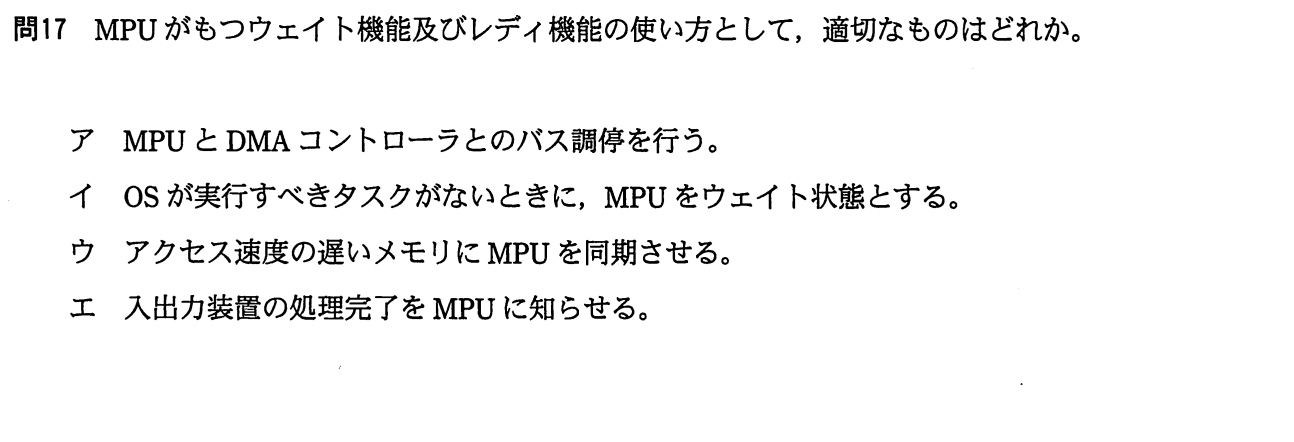 問17　MPU がもつウェイト機能及びレディ機能の使い方として，適切なものはどれか。
ア　MPU と DMA コントローラとのバス調停を行う。
イ　OS が実行すべきタスクがないときに，MPU をウェイト状態とする。
ウ　アクセス速度の遅いメモリに MPU を同期させる。
エ　入出力装置の処理完了を MPU に知らせる。